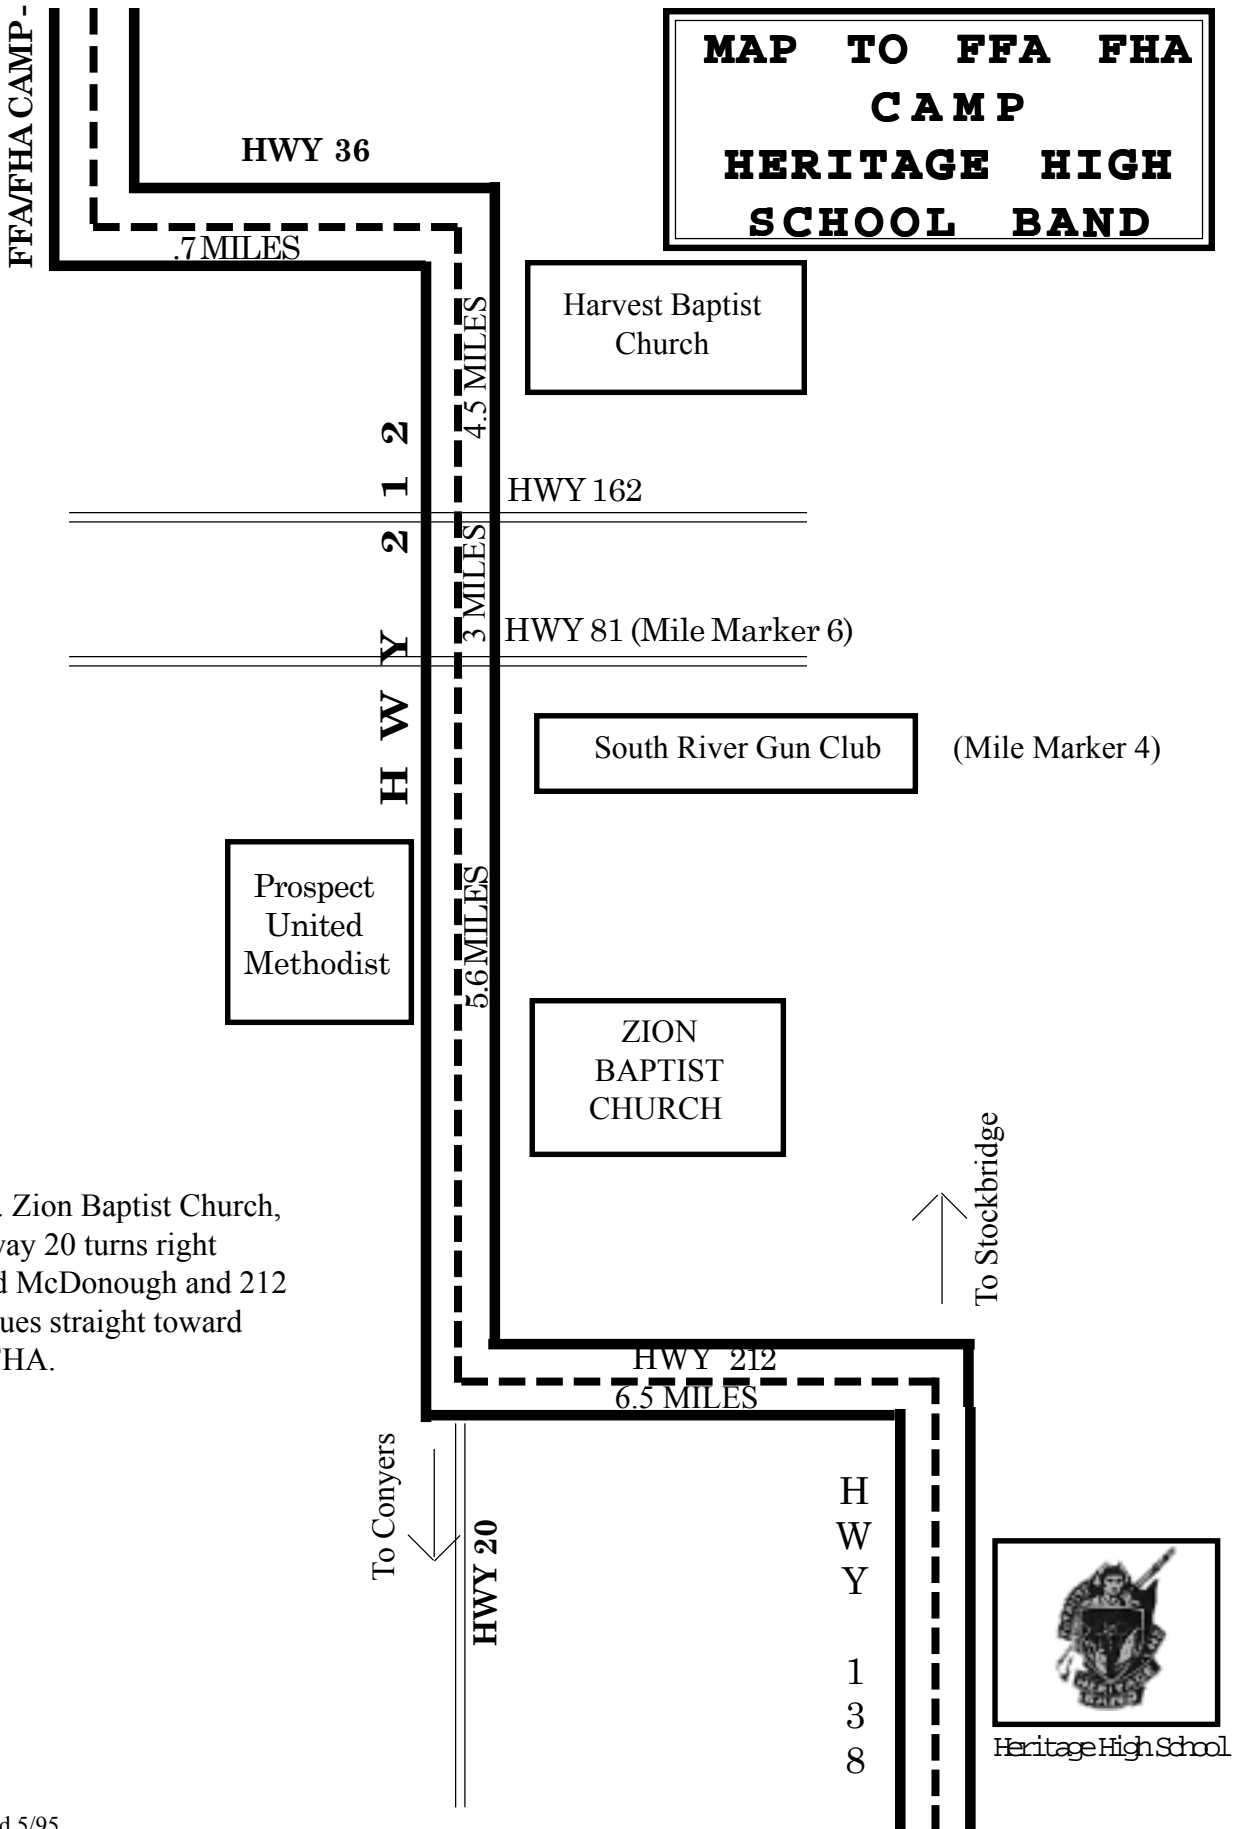 MAP TO FFA FHA
CAMP
HERITAGE HIGH
SCHOOL BAND
FFA/FHA CAMP-
HWY 36
.7 MILES
Harvest Baptist
Church
4.5 MILES
HWY 212
HWY 162
3 MILES
HWY 81 (Mile Marker 6)
South River Gun Club
(Mile Marker 4)
Prospect
United
Methodist
5.6 MILES
ZION
BAPTIST
CHURCH
To Stockbridge
. Zion Baptist Church,
way 20 turns right
d McDonough and 212
ues straight toward
FHA.
HWY 212
6.5 MILES
To Conyers
HWY 20
HWY 138
Heritage High School
d 5/95